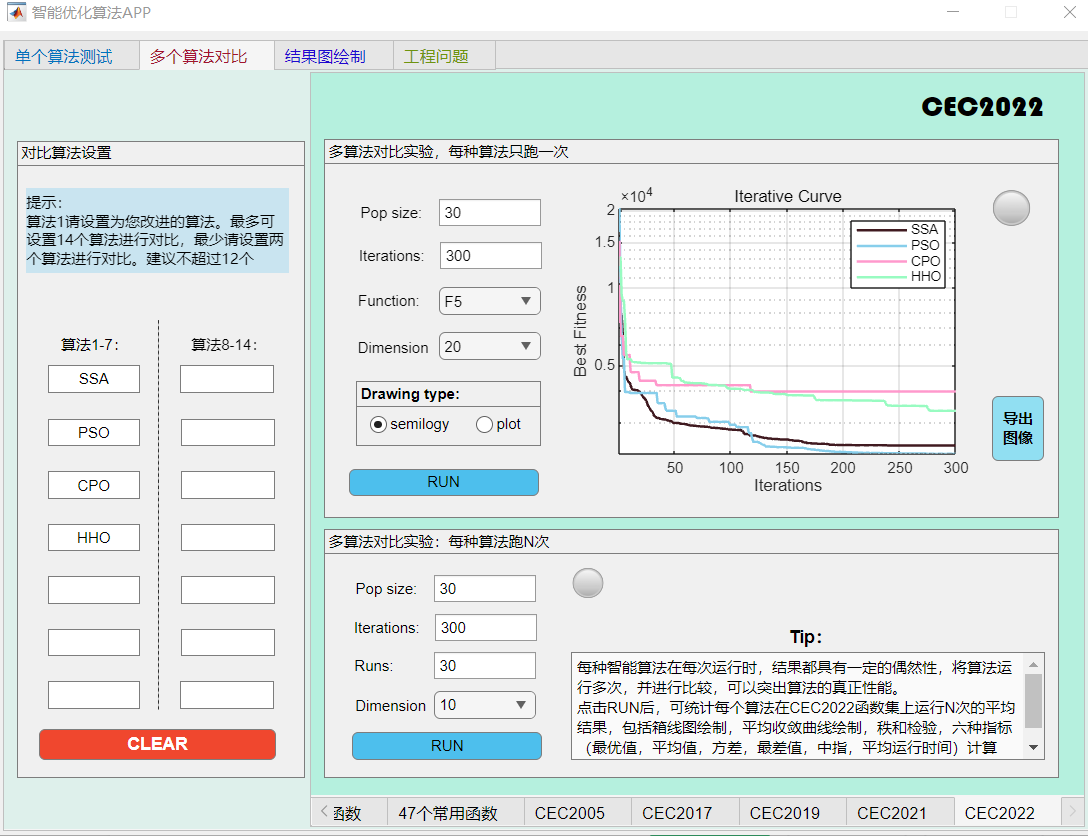 智能优化算法APP
单个算法测试 多个算法对比 结果图绘制 工程问题
CEC2022
对比算法设置
提示：
算法1请设置为您改进的算法。最多可
设置14个算法进行对比，最少请设置两
个算法进行对比。建议不超过12个
算法1-7： 算法8-14：
SSA
PSO
CPO
HHO
CLEAR
多算法对比实验，每种算法只跑一次
Pop size: 30
Iterations: 300
Function: F5
Dimension 20
Drawing type:
semilogy plot
RUN
×10⁴
Iterative Curve
2
1.5
1
0.5
Best Fitness
SSA
PSO
CPO
HHO
50 100 150 200 250 300
Iterations
导出
图像
多算法对比实验：每种算法跑N次
Pop size: 30
Iterations: 300
Runs: 30
Dimension 10
RUN
Tip：
每种智能算法在每次运行时，结果都具有一定的偶然性，将算法运
行多次，并进行比较，可以突出算法的真正性能。
点击RUN后，可统计每个算法在CEC2022函数集上运行N次的平均
结果，包括箱线图绘制，平均收敛曲线绘制，秩和检验，六种指标
（最优值，平均值，方差，最差值，中指，平均运行时间）计算
函数 47个常用函数 CEC2005 CEC2017 CEC2019 CEC2021 CEC2022